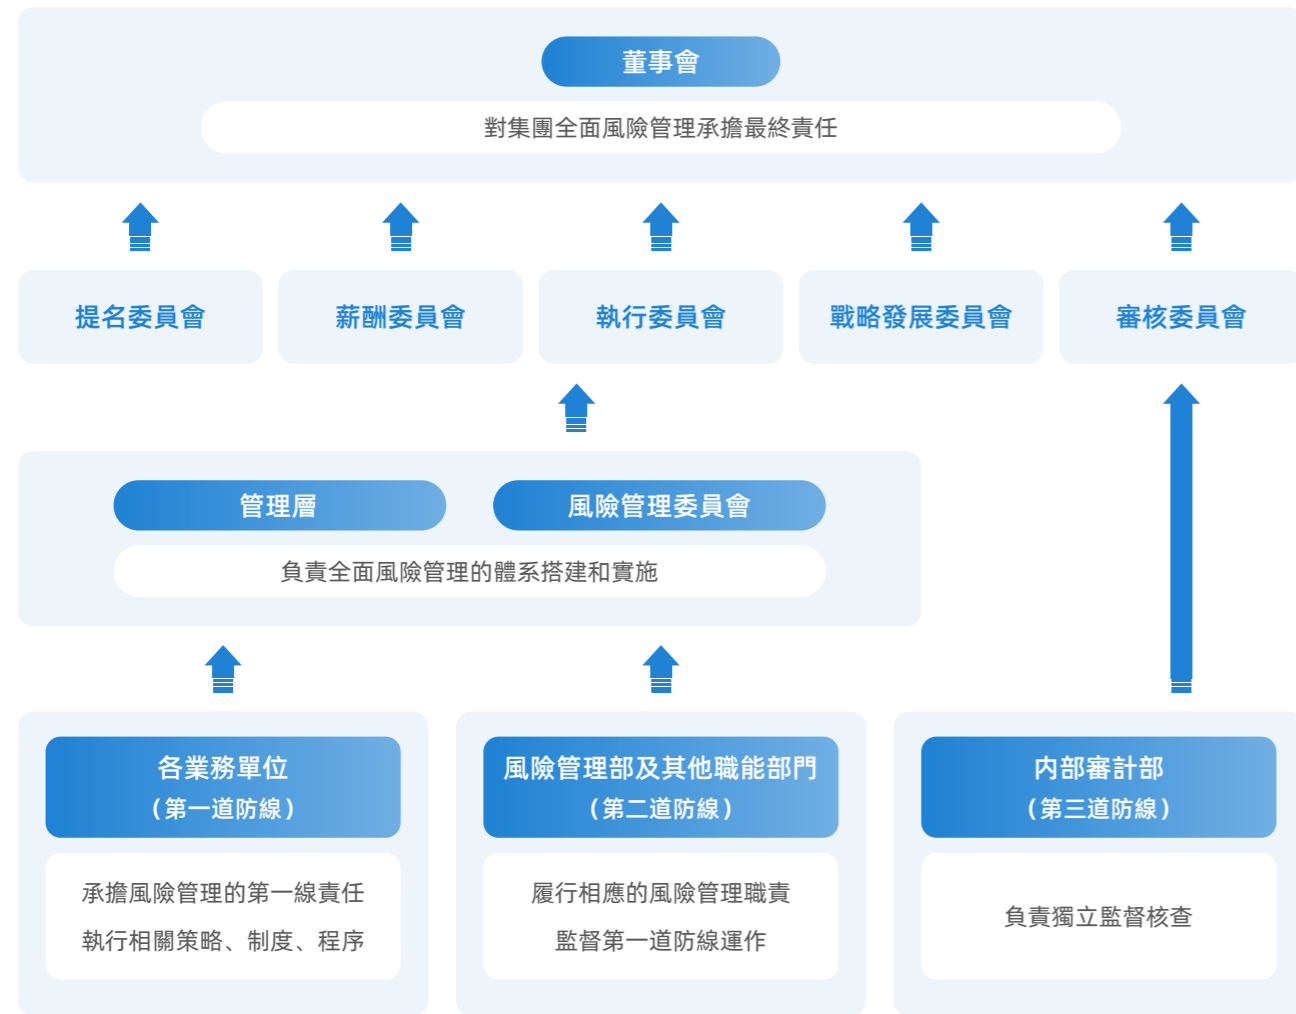 董事會
對集團全面風險管理承擔最終責任
提名委員會
薪酬委員會
執行委員會
戰略發展委員會
審核委員會
管理層
風險管理委員會
負責全面風險管理的體系搭建和實施
各業務單位
（第一道防線）
承擔風險管理的第一線責任
執行相關策略、制度、程序
風險管理部及其他職能部門
（第二道防線）
履行相應的風險管理職責
監督第一道防線運作
內部審計部
（第三道防線）
負責獨立監督核查